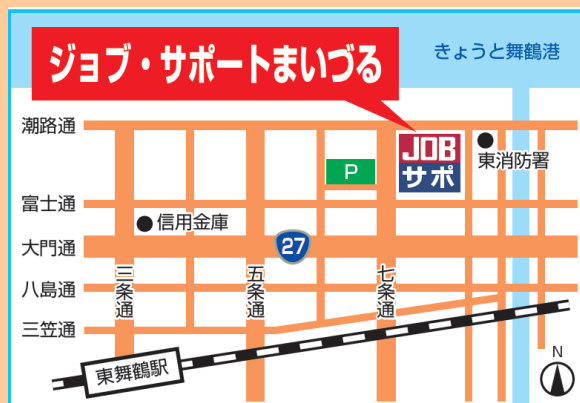 ジョブ・サポートまいづる
きょうと舞鶴港
潮路通
JOB
サポ
東消防署
P
富士通
信用金庫
大門通
27
八島通
三条通
五条通
七条通
三笠通
東舞鶴駅
N